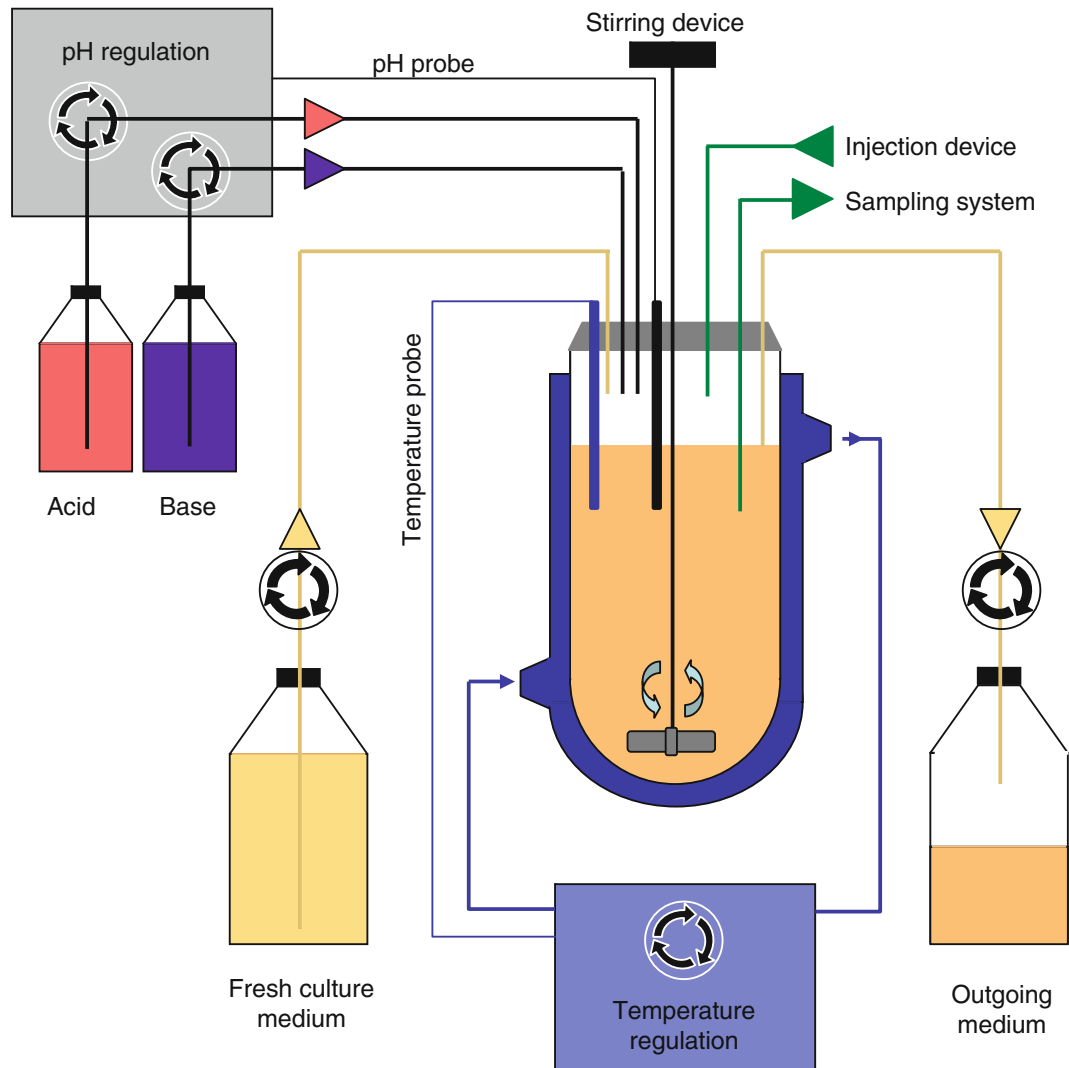 Stirring device
pH regulation
pH probe
Injection device
Sampling system
Temperature probe
Acid
Base
Fresh culture
medium
Temperature
regulation
Outgoing
medium